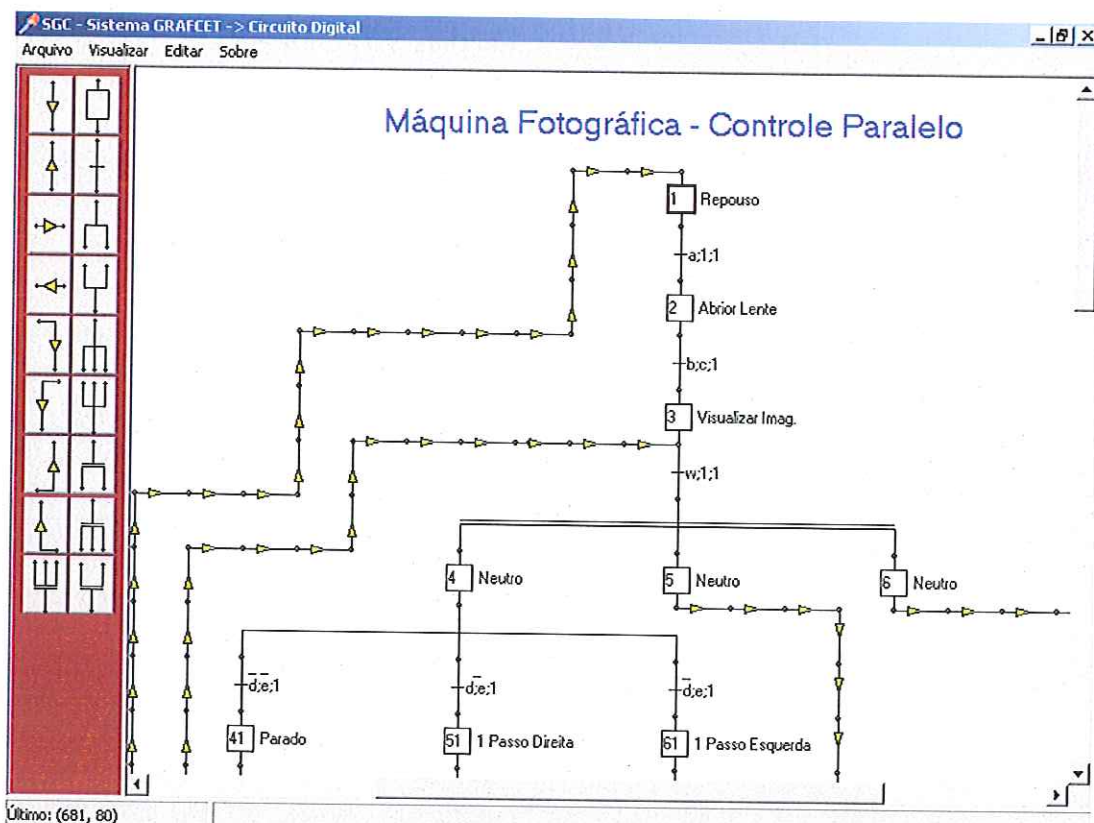 SGC - Sistema GRAFCET -> Circuito Digital
Arquivo Visualizar Editar Sobre
Máquina Fotográfica - Controle Paralelo
1 Repouso
a;1;1
2 Abrior Lente
b;c;1
3 Visualizar Imag.
w;1;1
4 Neutro
5 Neutro
6 Neutro
d̅;e̅;1
d;e̅;1
d̅;e;1
41 Parado
51 1 Passo Direita
61 1 Passo Esquerda
Último: (681, 80)